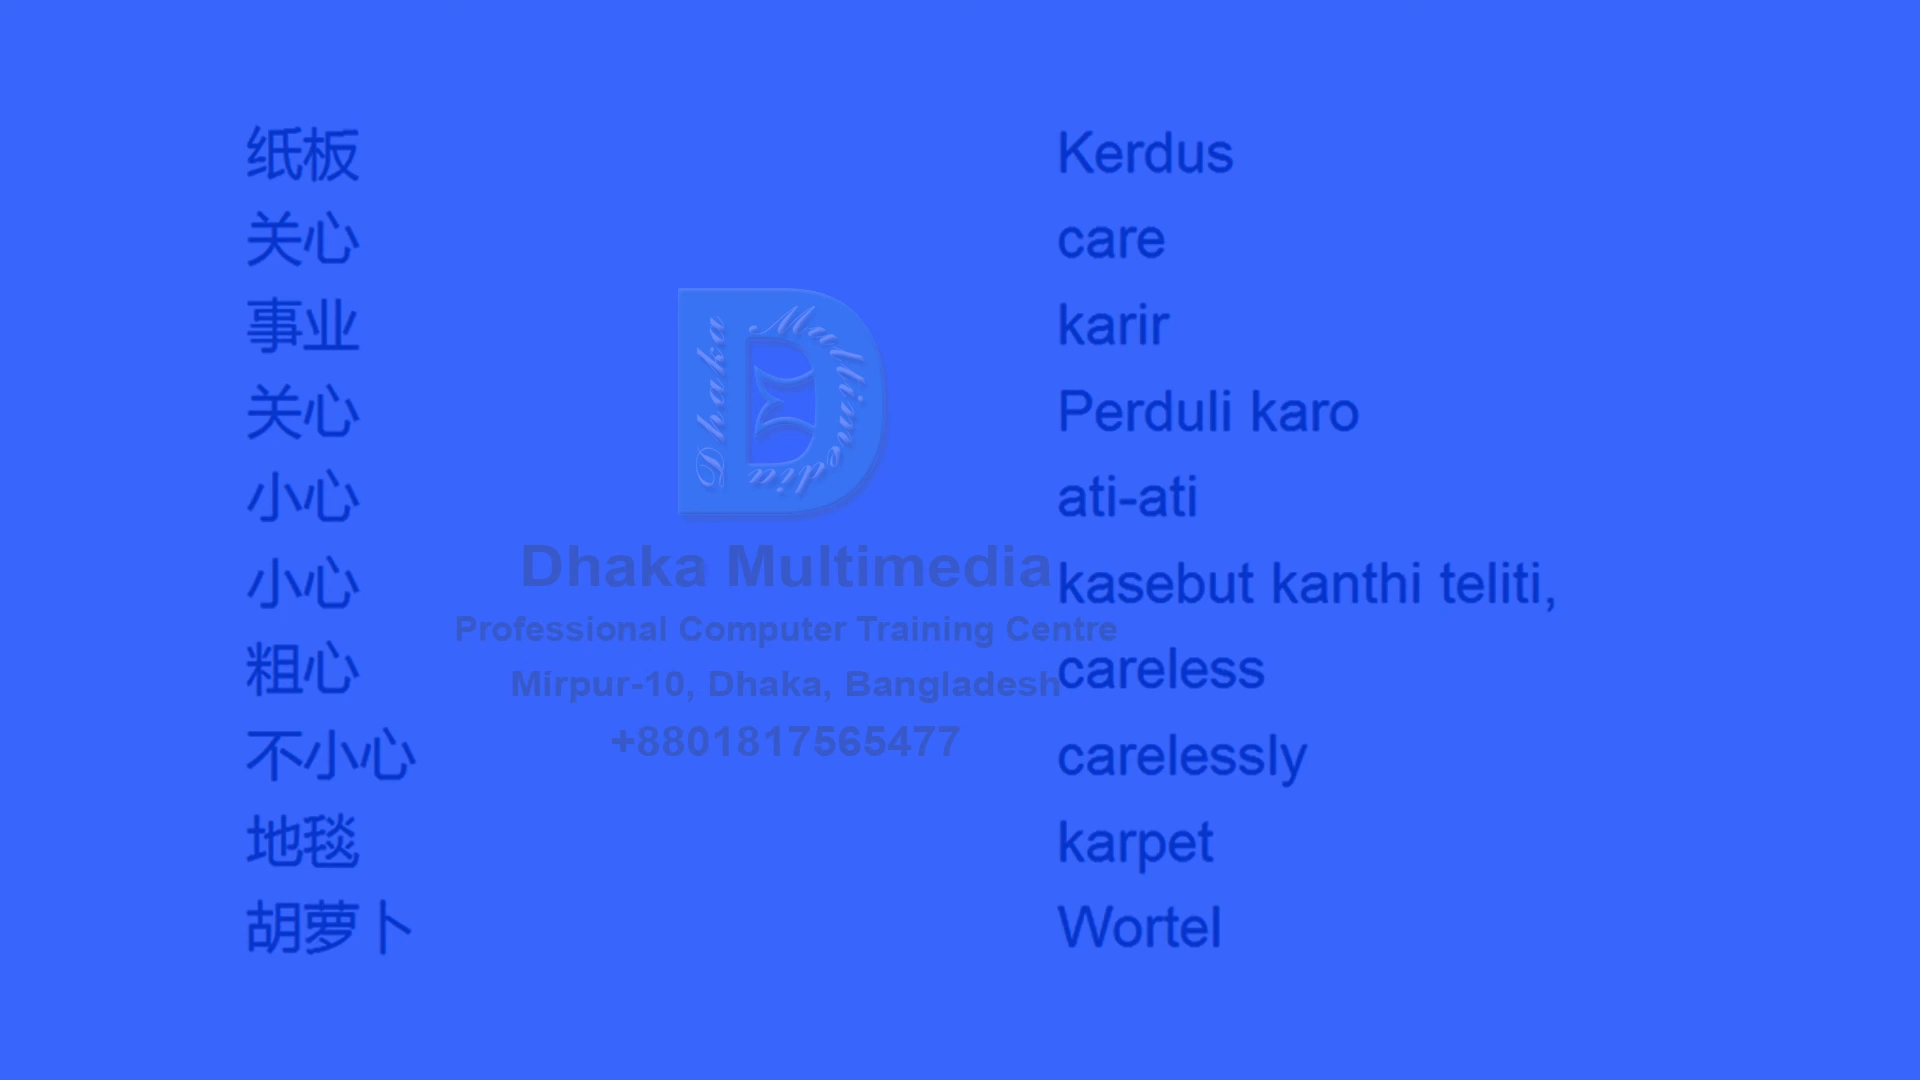 纸板 Kerdus
关心 care
事业 karir
关心 Perduli karo
小心 ati-ati
小心 kasebut kanthi teliti,
粗心 careless
不小心 carelessly
地毯 karpet
胡萝卜 Wortel
Dhaka Multimedia
Dhaka Multimedia
Professional Computer Training Centre
Mirpur-10, Dhaka, Bangladesh
+8801817565477